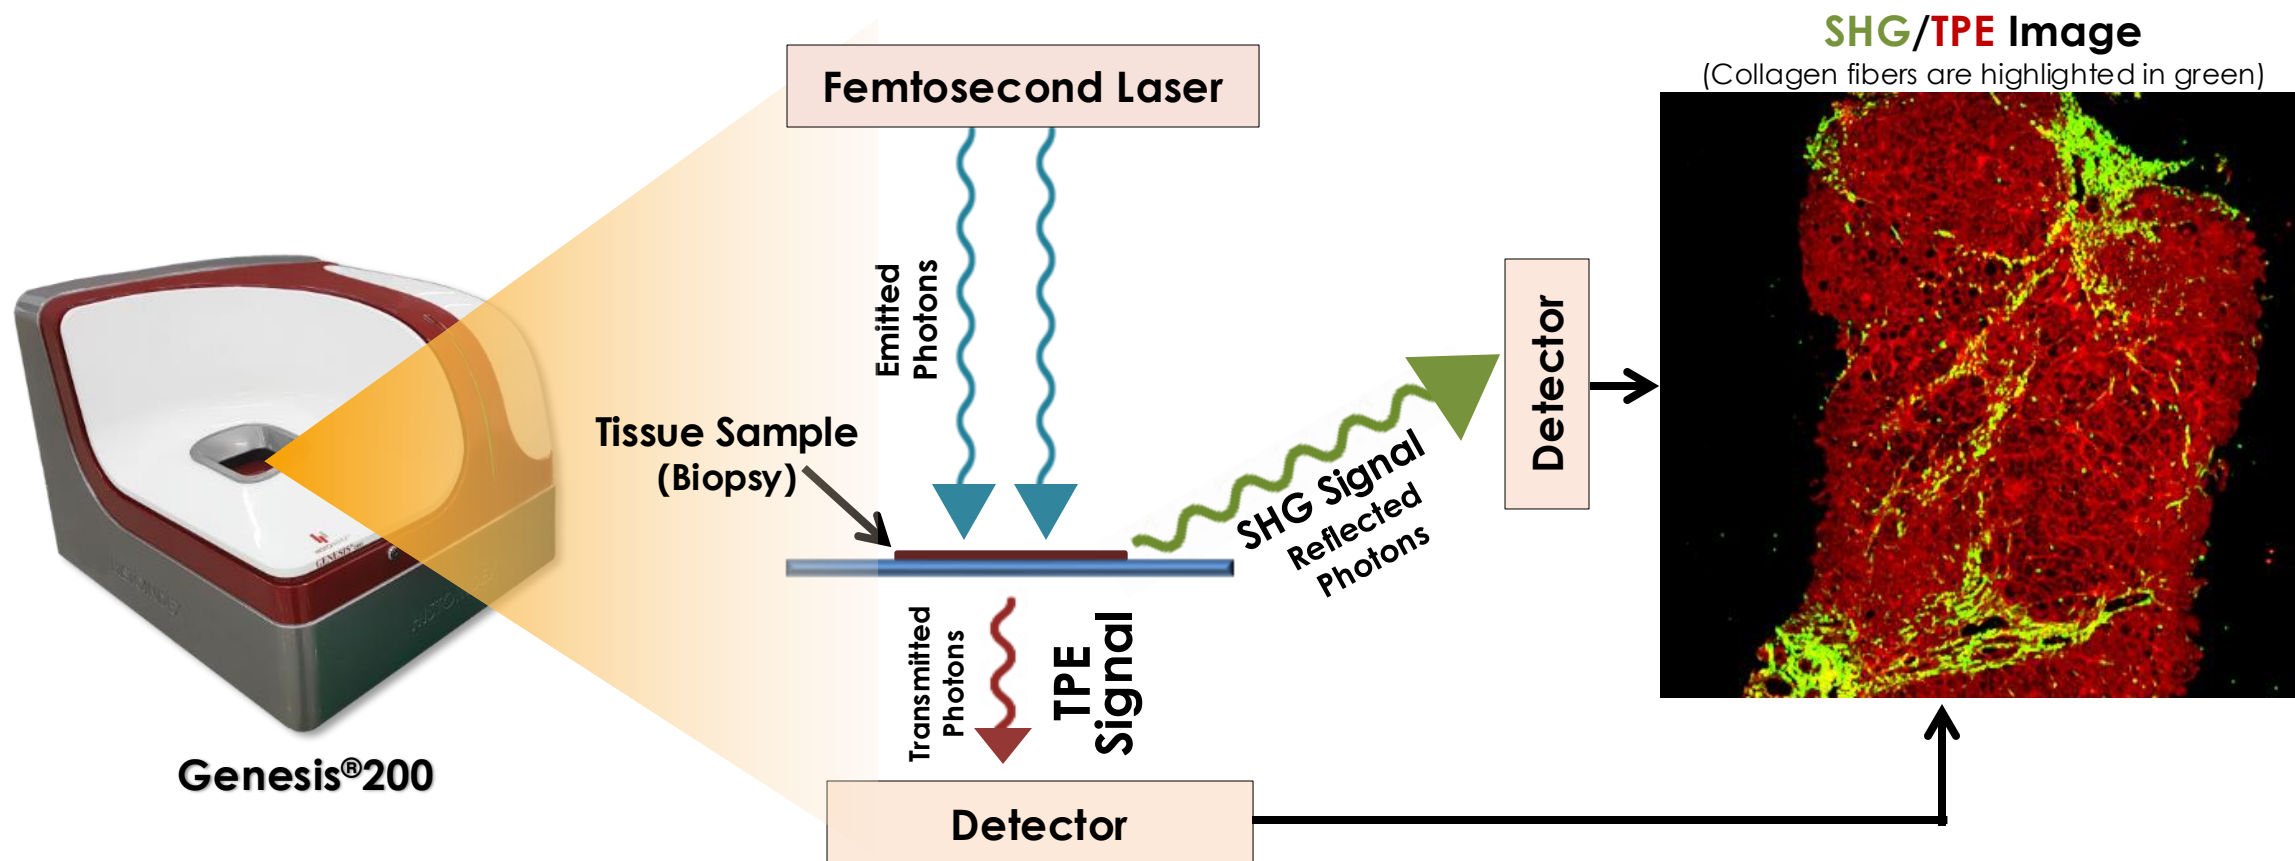 SHG/TPE Image
(Collagen fibers are highlighted in green)
Femtosecond Laser
Emitted
Photons
Tissue Sample
(Biopsy)
SHG Signal
Reflected
Photons
Detector
Transmitted
Photons
TPE
Signal
Detector
Genesis®200